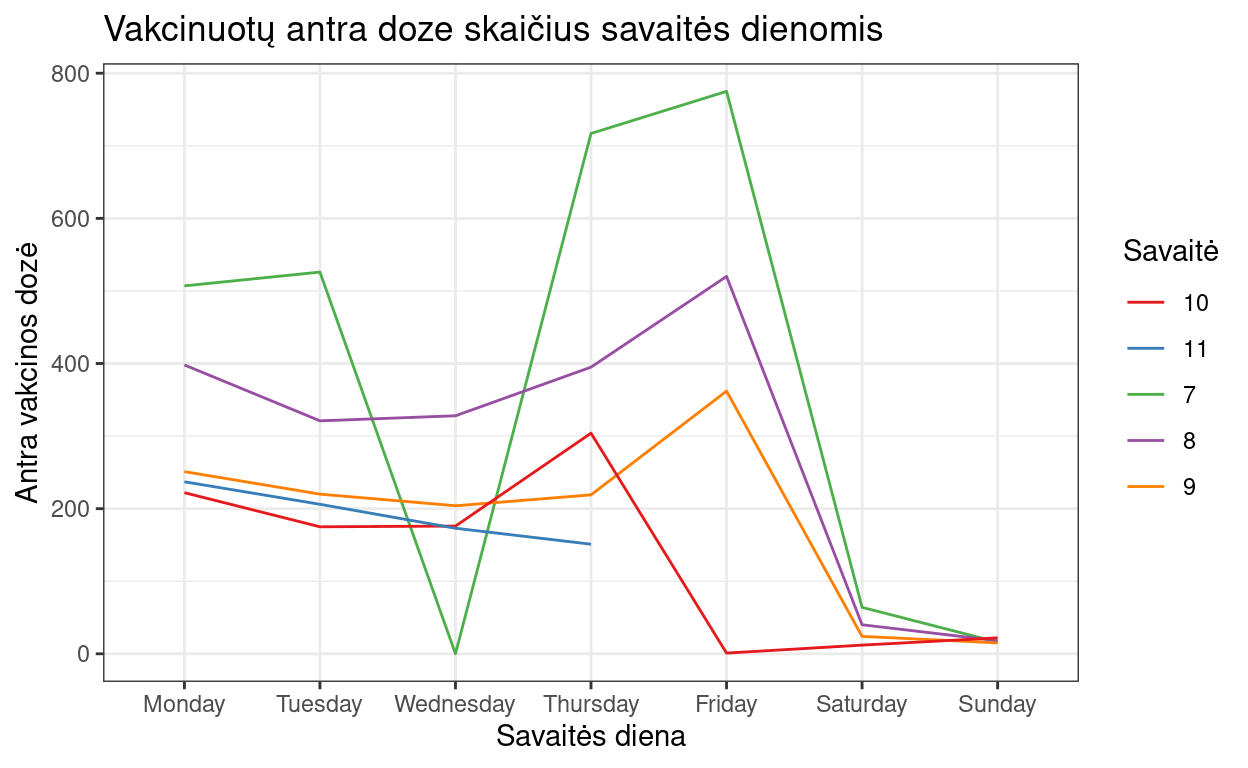 Vakcinuotų antra doze skaičius savaitės dienomis
Antra vakcinos dozė
800
600
400
200
0
Monday Tuesday Wednesday Thursday Friday Saturday Sunday
Savaitės diena
Savaitė
10
11
7
8
9